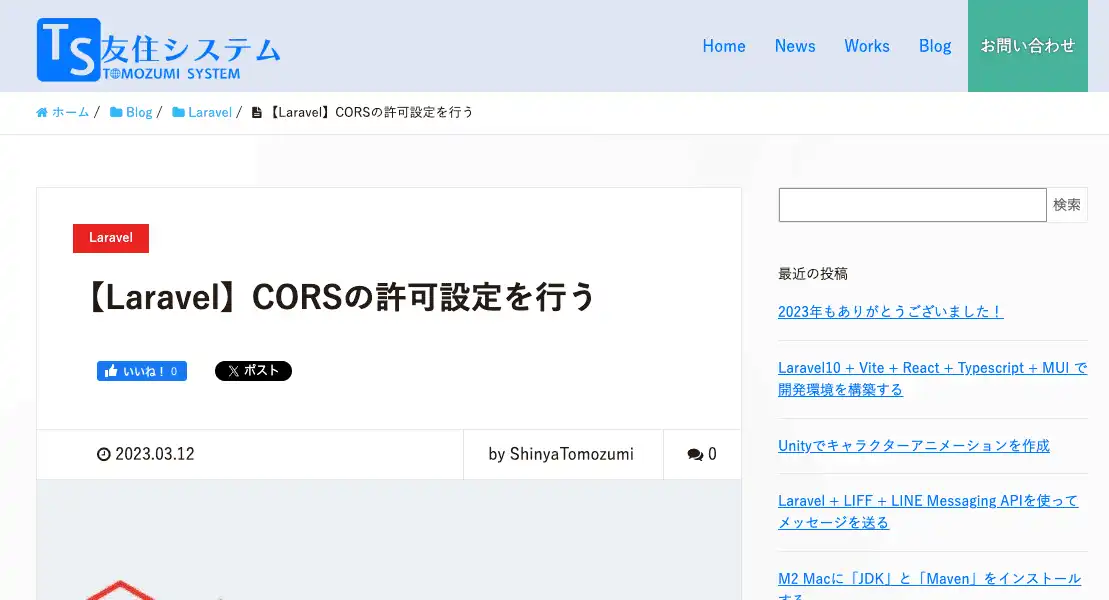 TS友住システム
TOMOZUMI SYSTEM
Home News Works Blog お問い合わせ
ホーム / Blog / Laravel / 【Laravel】CORSの許可設定を行う
Laravel
【Laravel】CORSの許可設定を行う
いいね！ 0 ポスト
2023.03.12 by ShinyaTomozumi 0
検索
最近の投稿
2023年もありがとうございました！
Laravel10 + Vite + React + Typescript + MUI で
開発環境を構築する
Unityでキャラクターアニメーションを作成
Laravel + LIFF + LINE Messaging APIを使って
メッセージを送る
M2 Macに「JDK」と「Maven」をインストール
する